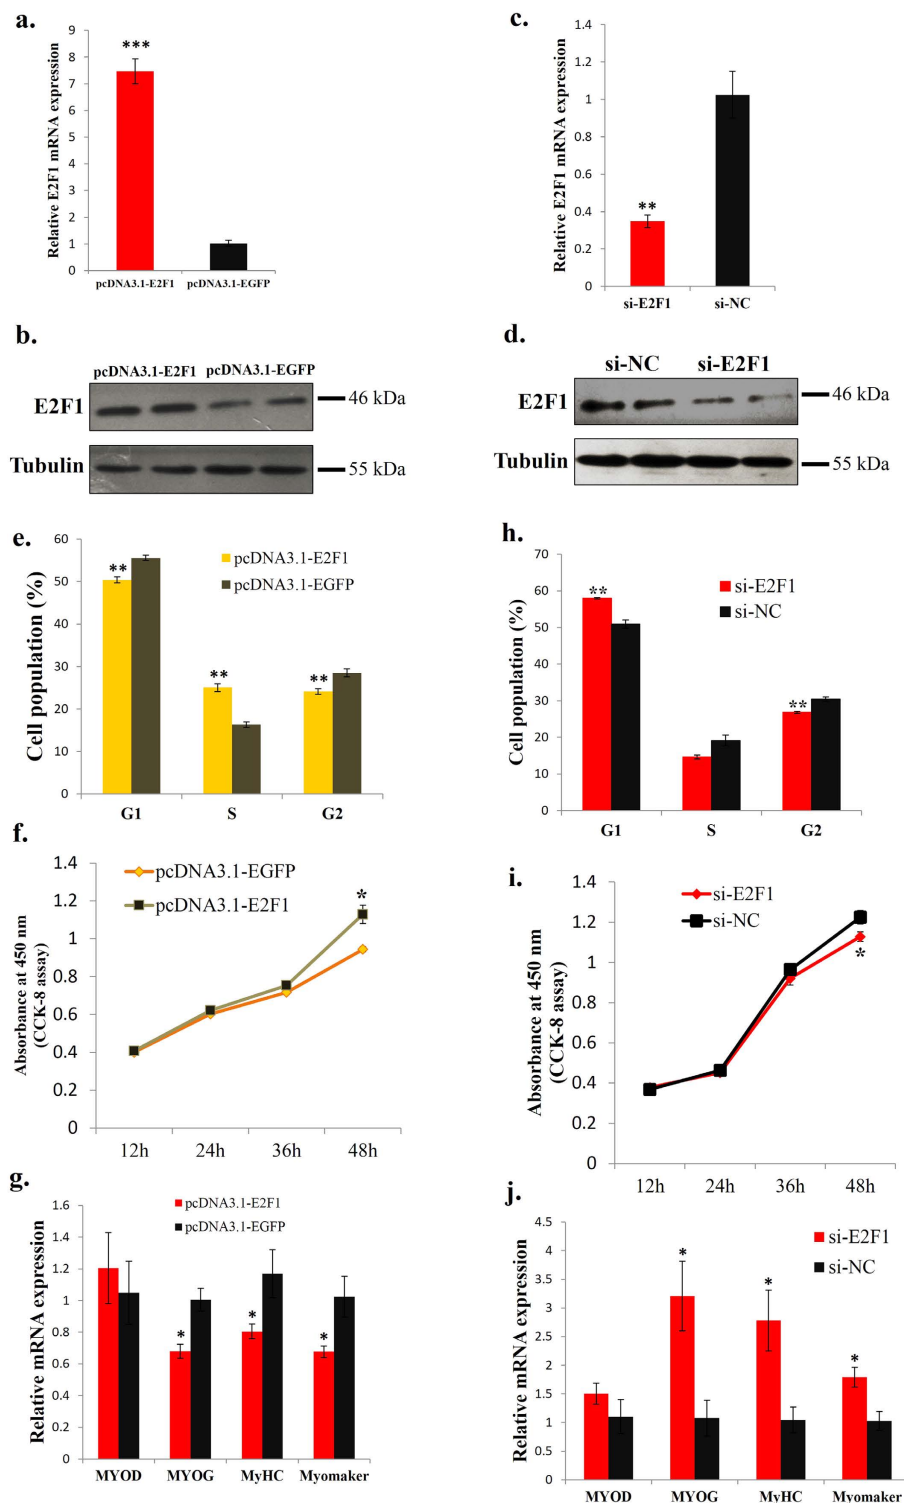 a.
Relative E2F1 mRNA expression
9
8
7
6
5
4
3
2
1
0
***
pcDNA3.1-E2F1 pcDNA3.1-EGFP
c.
Relative E2F1 mRNA expression
1.4
1.2
1
0.8
0.6
0.4
0.2
0
**
si-E2F1 si-NC
b.
pcDNA3.1-E2F1 pcDNA3.1-EGFP
E2F1
46 kDa
Tubulin
55 kDa
d.
si-NC si-E2F1
E2F1
46 kDa
Tubulin
55 kDa
e.
Cell population (%)
60
50
40
30
20
10
0
pcDNA3.1-E2F1
pcDNA3.1-EGFP
** ** **
G1 S G2
h.
Cell population (%)
70
60
50
40
30
20
10
0
si-E2F1
si-NC
** **
G1 S G2
f.
Absorbance at 450 nm
(CCK-8 assay)
1.4
1.2
1
0.8
0.6
0.4
0.2
0
pcDNA3.1-EGFP
pcDNA3.1-E2F1
*
12h 24h 36h 48h
i.
Absorbance at 450 nm
(CCK-8 assay)
1.4
1.2
1
0.8
0.6
0.4
0.2
0
si-E2F1
si-NC
*
12h 24h 36h 48h
g.
Relative mRNA expression
1.6
1.4
1.2
1
0.8
0.6
0.4
0.2
0
pcDNA3.1-E2F1
pcDNA3.1-EGFP
* * *
MYOD MYOG MyHC Myomaker
j.
Relative mRNA expression
4.5
4
3.5
3
2.5
2
1.5
1
0.5
0
si-E2F1
si-NC
* * *
MYOD MYOG MyHC Myomaker